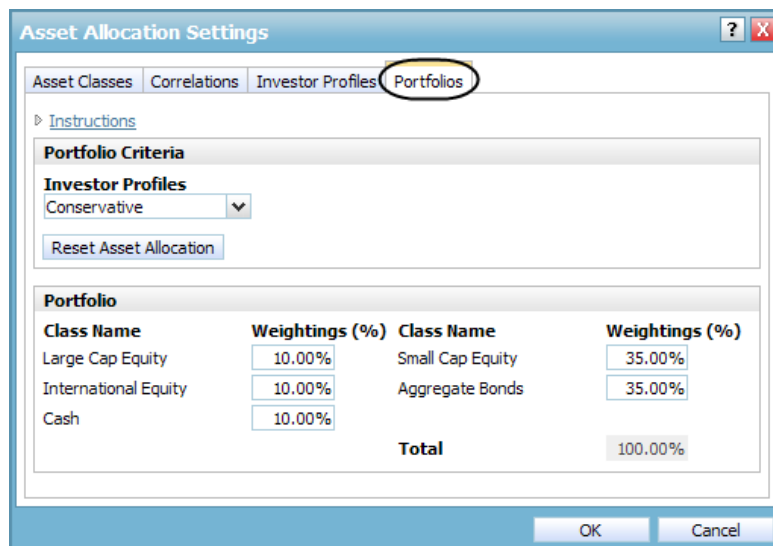 Asset Allocation Settings ? X
Asset Classes Correlations Investor Profiles Portfolios
Instructions
Portfolio Criteria
Investor Profiles
Conservative
Reset Asset Allocation
Portfolio
Class Name Weightings (%) Class Name Weightings (%)
Large Cap Equity 10.00% Small Cap Equity 35.00%
International Equity 10.00% Aggregate Bonds 35.00%
Cash 10.00%
Total 100.00%
OK Cancel